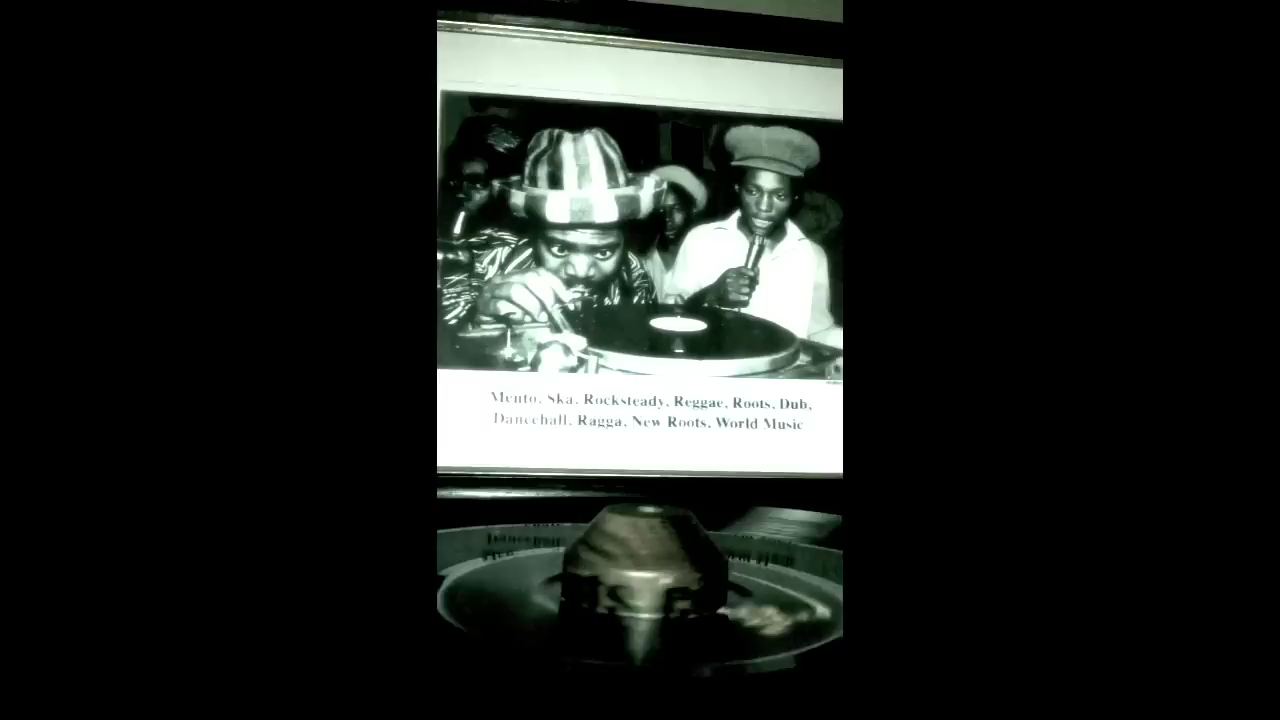 Mento, Ska, Rocksteady, Reggae, Roots, Dub,
Dancehall, Ragga, New Roots, World Music